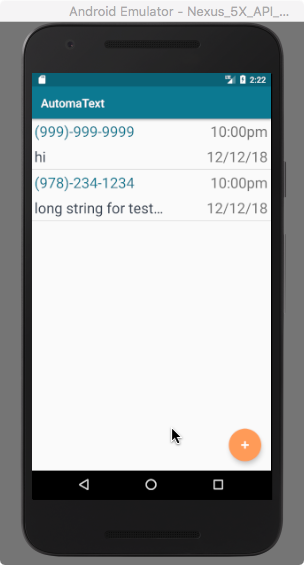 Android Emulator - Nexus_5X_API_...
2:22
AutomaText
(999)-999-9999 10:00pm
hi 12/12/18
(978)-234-1234 10:00pm
long string for test... 12/12/18
+